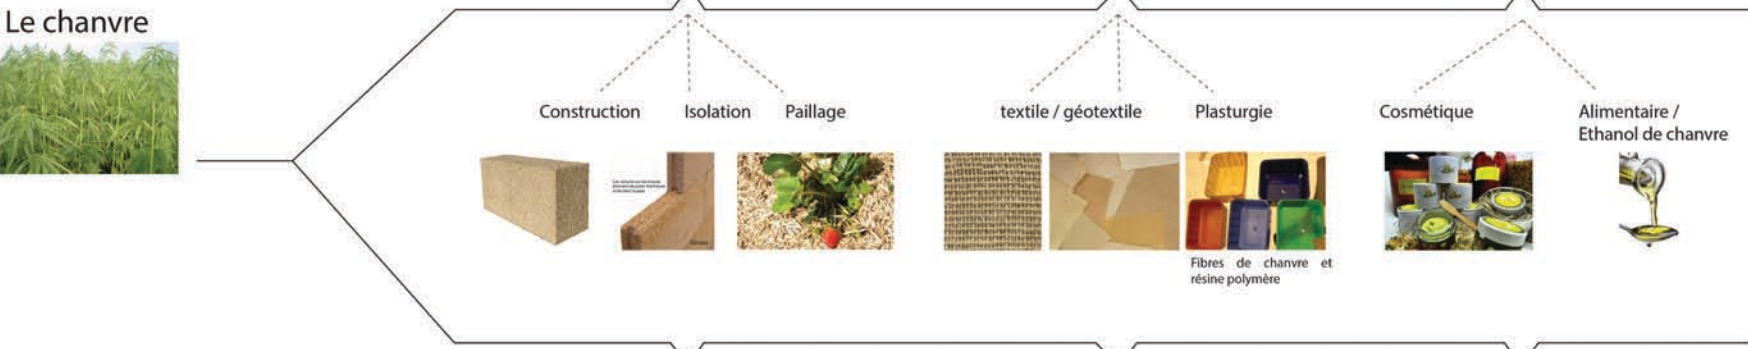 Le chanvre
Construction
Isolation
Paillage
textile / géotextile
Plasturgie
Cosmétique
Alimentaire /
Ethanol de chanvre
Fibres de chanvre et
résine polymère